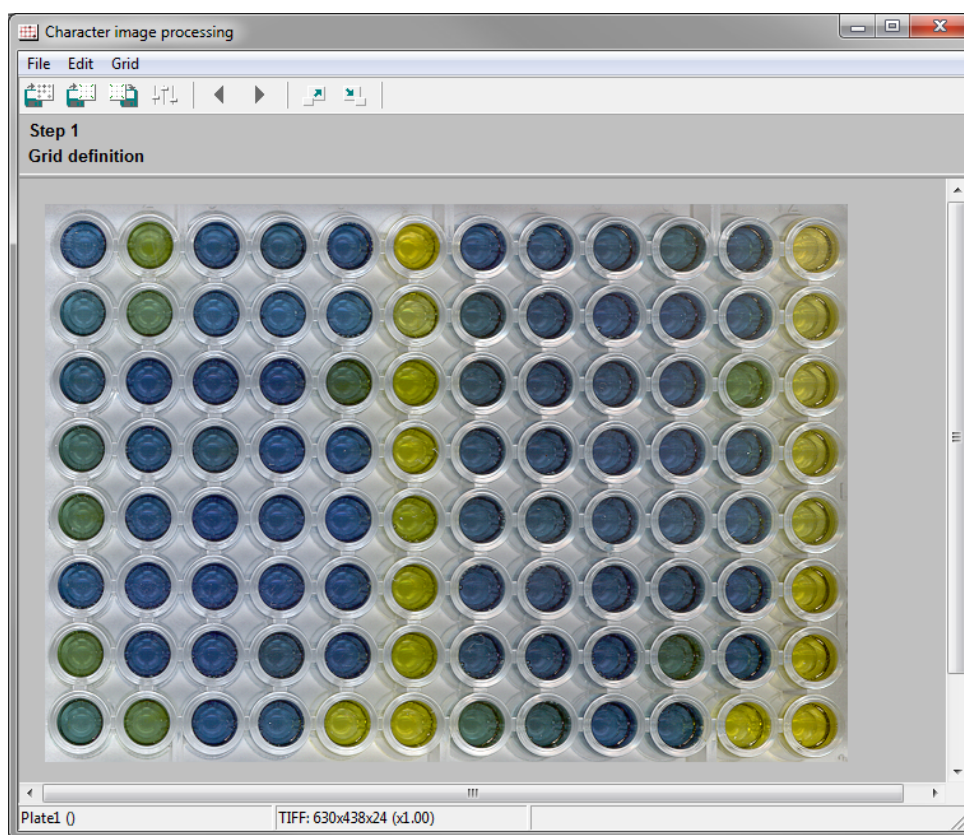 Character image processing
File Edit Grid
Step 1
Grid definition
Plate1 ()
TIFF: 630x438x24 (x1.00)